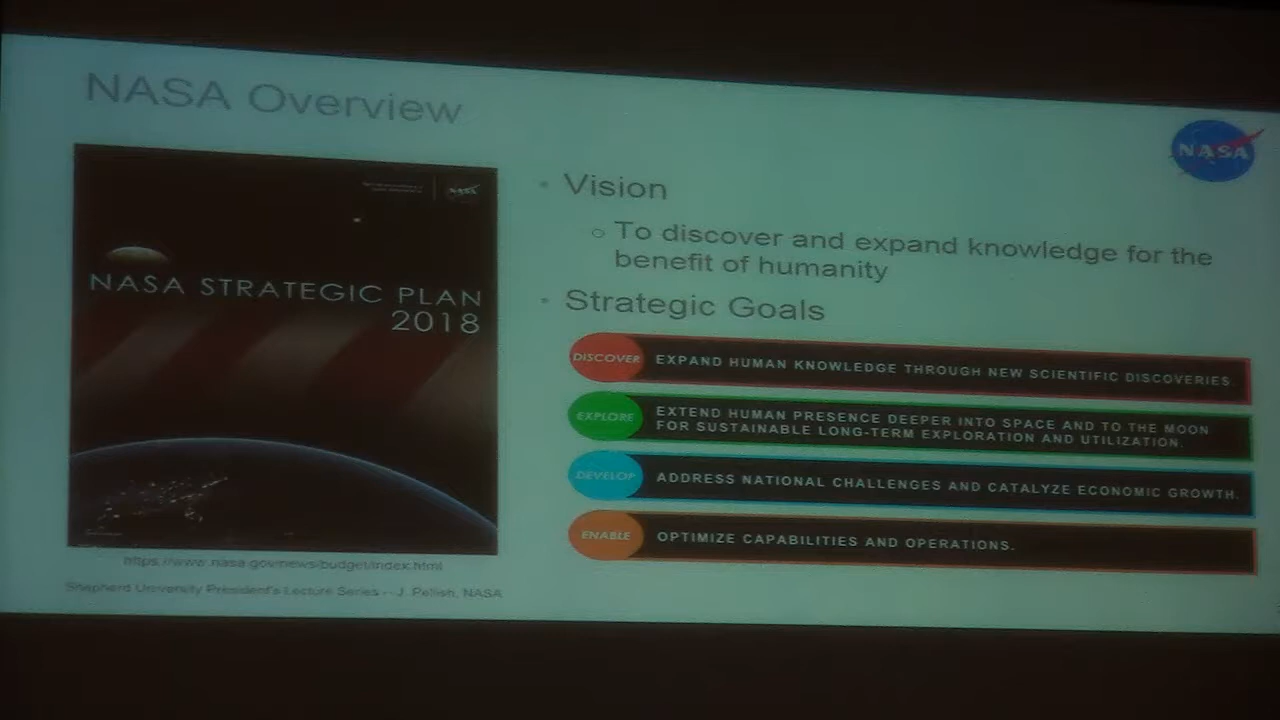 NASA Overview
NASA
NASA
NASA STRATEGIC PLAN
2018
https://www.nasa.gov/news/budget/index.html
Shepherd University President's Lecture Series -- J. Pellish, NASA
• Vision
o To discover and expand knowledge for the
benefit of humanity
• Strategic Goals
DISCOVER EXPAND HUMAN KNOWLEDGE THROUGH NEW SCIENTIFIC DISCOVERIES.
EXPLORE EXTEND HUMAN PRESENCE DEEPER INTO SPACE AND TO THE MOON
FOR SUSTAINABLE LONG-TERM EXPLORATION AND UTILIZATION.
DEVELOP ADDRESS NATIONAL CHALLENGES AND CATALYZE ECONOMIC GROWTH.
ENABLE OPTIMIZE CAPABILITIES AND OPERATIONS.